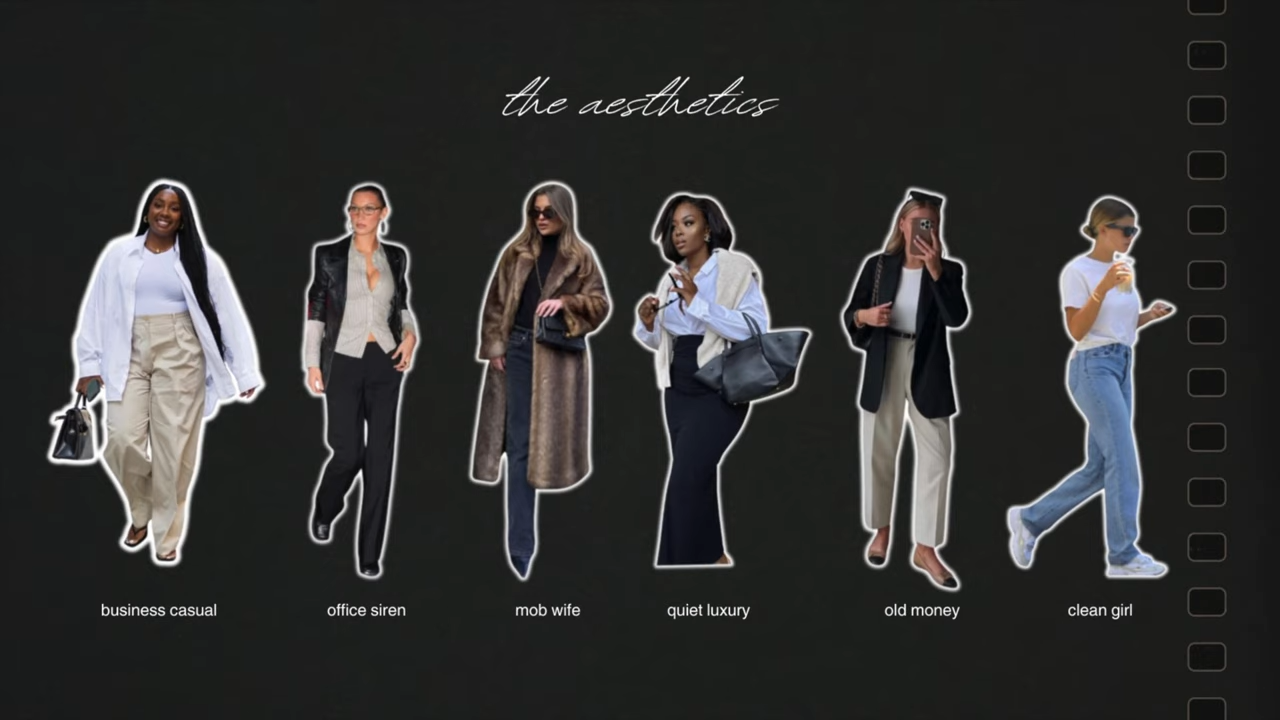 the aesthetics
business casual
office siren
mob wife
quiet luxury
old money
clean girl